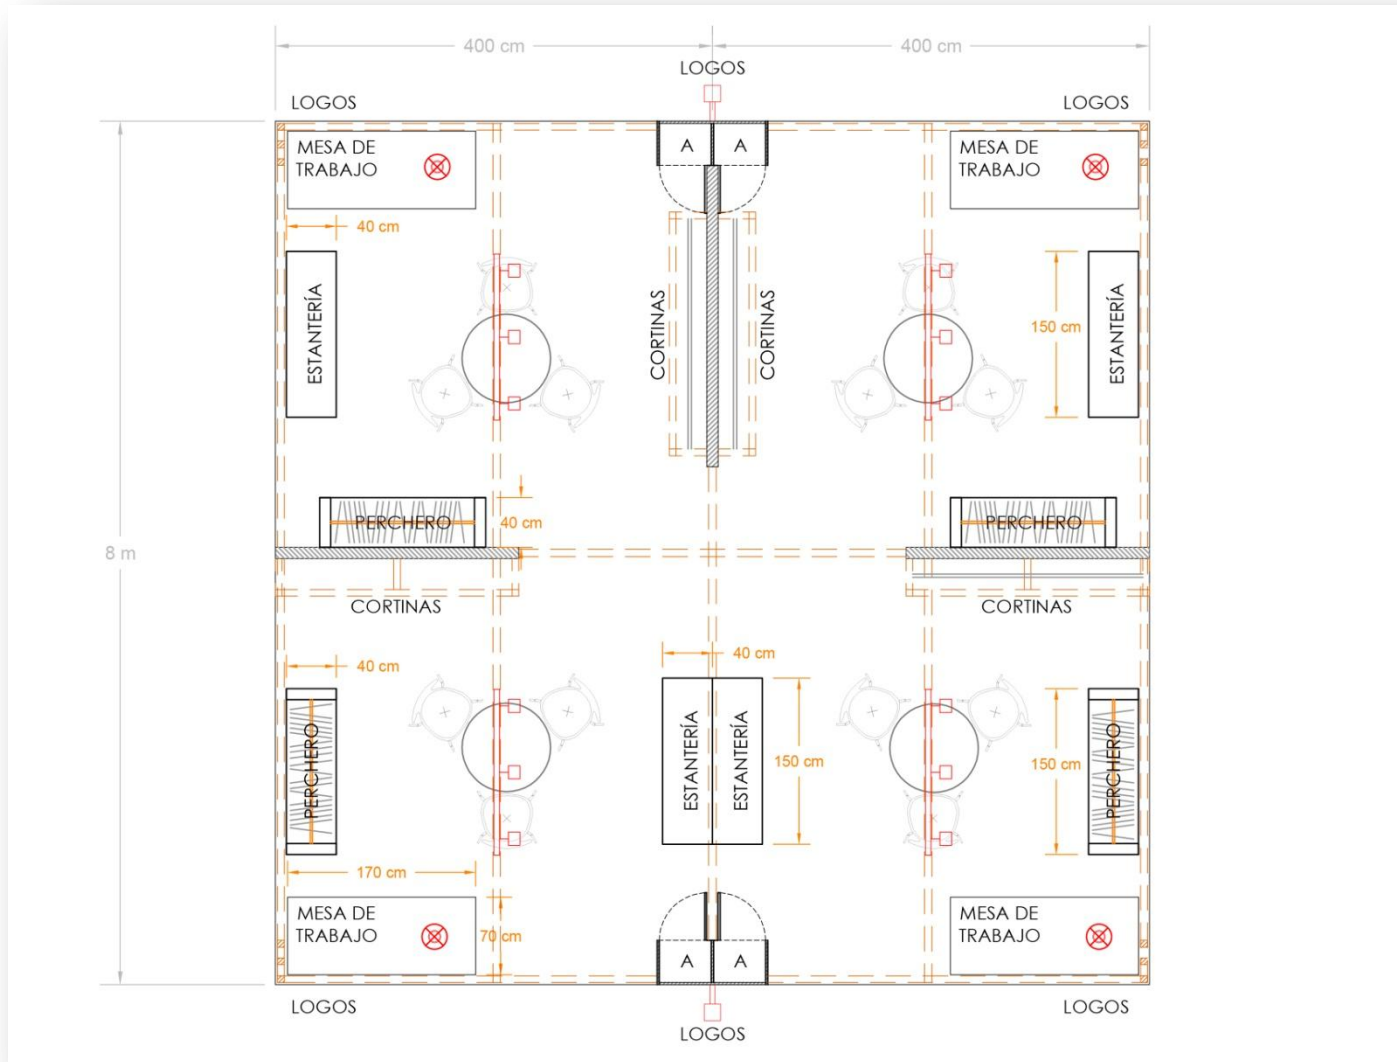 400 cm
400 cm
LOGOS
LOGOS
LOGOS
MESA DE
TRABAJO
A
A
MESA DE
TRABAJO
40 cm
ESTANTERÍA
CORTINAS
CORTINAS
150 cm
ESTANTERÍA
PERCHERO
40 cm
PERCHERO
8 m
CORTINAS
CORTINAS
40 cm
40 cm
PERCHERO
ESTANTERÍA
ESTANTERÍA
150 cm
150 cm
PERCHERO
170 cm
MESA DE
TRABAJO
70 cm
A
A
MESA DE
TRABAJO
LOGOS
LOGOS
LOGOS